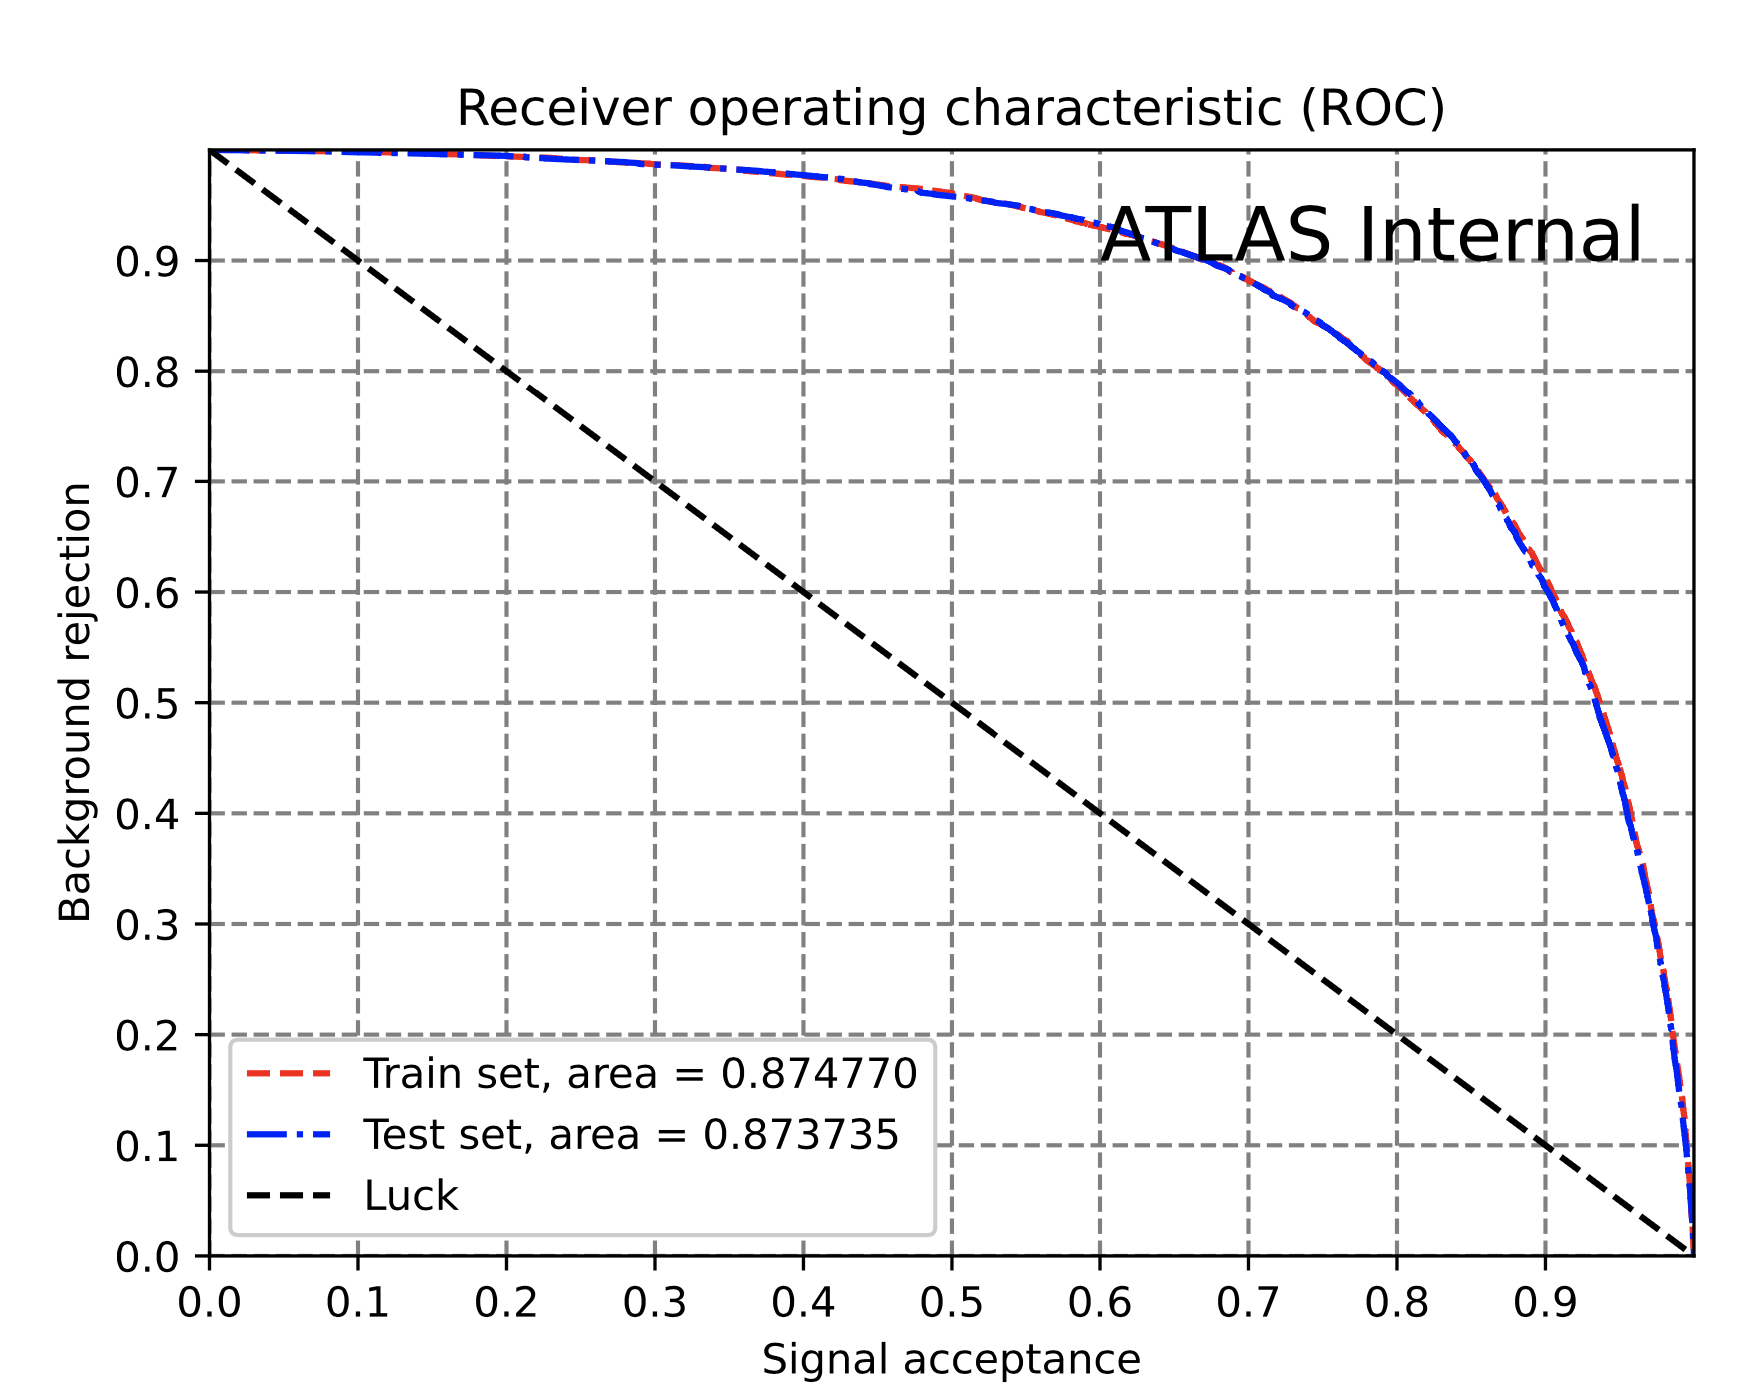 Receiver operating characteristic (ROC)
ATLAS Internal
0.9
0.8
0.7
0.6
0.5
0.4
0.3
0.2
0.1
0.0
Background rejection
Train set, area = 0.874770
Test set, area = 0.873735
Luck
0.0 0.1 0.2 0.3 0.4 0.5 0.6 0.7 0.8 0.9
Signal acceptance